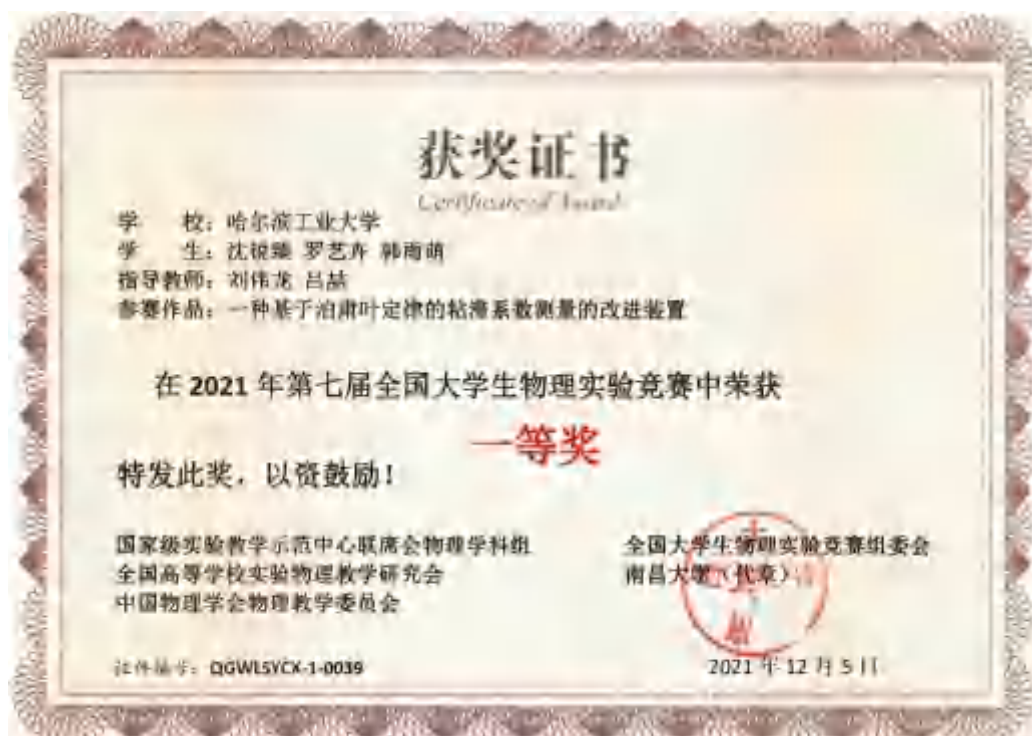 获奖证书
Certificate of Award
学 校：哈尔滨工业大学
学 生：沈锐臻 罗艺卉 郭雨萌
指导教师：刘伟龙 吕喆
参赛作品：一种基于泊肃叶定律的粘滞系数测量的改进装置
在 2021 年第七届全国大学生物理实验竞赛中荣获
一等奖
特发此奖，以资鼓励！
国家级实验教学示范中心联席会物理学科组
全国高等学校实验物理教学研究会
中国物理学会物理教学委员会
全国大学生物理实验竞赛组委会
南昌大学（代章）
证件编号：QGWLSYCX-1-0039
2021 年 12 月 5 日